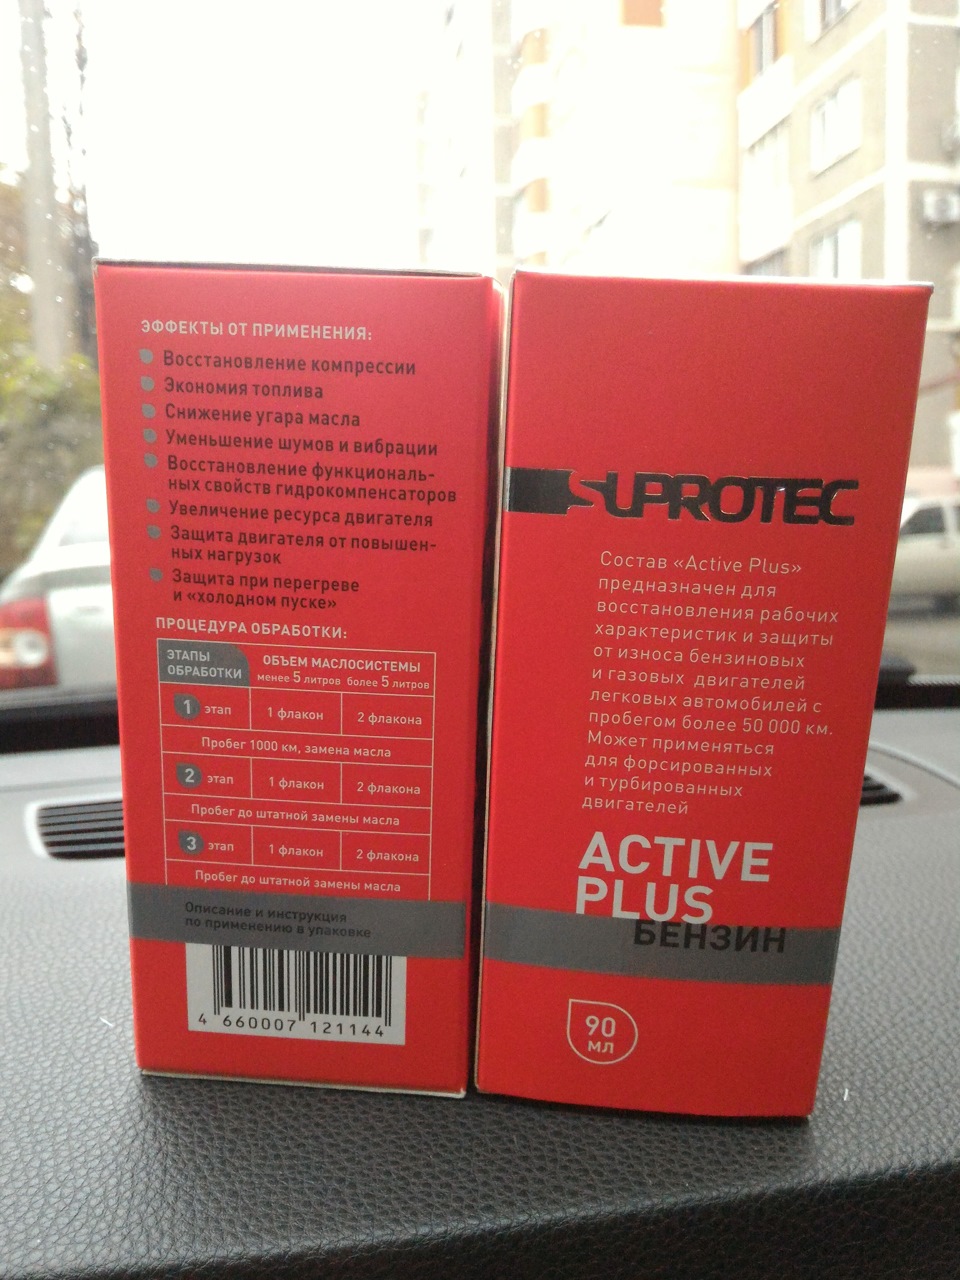 ЭФФЕКТЫ ОТ ПРИМЕНЕНИЯ:
Восстановление компрессии
Экономия топлива
Снижение угара масла
Уменьшение шумов и вибрации
Восстановление функциональ-
ных свойств гидрокомпенсаторов
Увеличение ресурса двигателя
Защита двигателя от повышен-
ных нагрузок
Защита при перегреве
и «холодном пуске»
ПРОЦЕДУРА ОБРАБОТКИ:
ЭТАПЫ ОБРАБОТКИ
ОБЪЕМ МАСЛОСИСТЕМЫ
менее 5 литров более 5 литров
1 этап 1 флакон 2 флакона
Пробег 1000 км, замена масла
2 этап 1 флакон 2 флакона
Пробег до штатной замены масла
3 этап 1 флакон 2 флакона
Пробег до штатной замены масла
Описание и инструкция
по применению в упаковке
4 660007 121144
SUPROTEC
Состав «Active Plus»
предназначен для
восстановления рабочих
характеристик и защиты
от износа бензиновых
и газовых двигателей
легковых автомобилей с
пробегом более 50 000 км.
Может применяться
для форсированных
и турбированных
двигателей
ACTIVE
PLUS
БЕНЗИН
90
МЛ